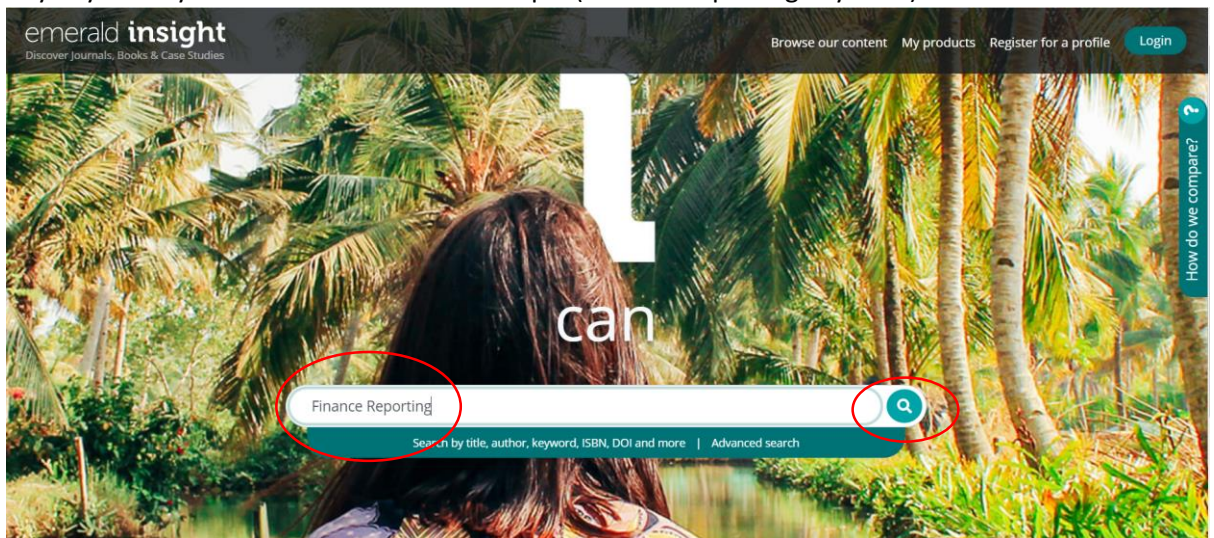 emerald insight
Discover Journals, Books & Case Studies
Browse our content My products Register for a profile Login
How do we compare? ?
1
can
Finance Reporting
Search by title, author, keyword, ISBN, DOI and more | Advanced search